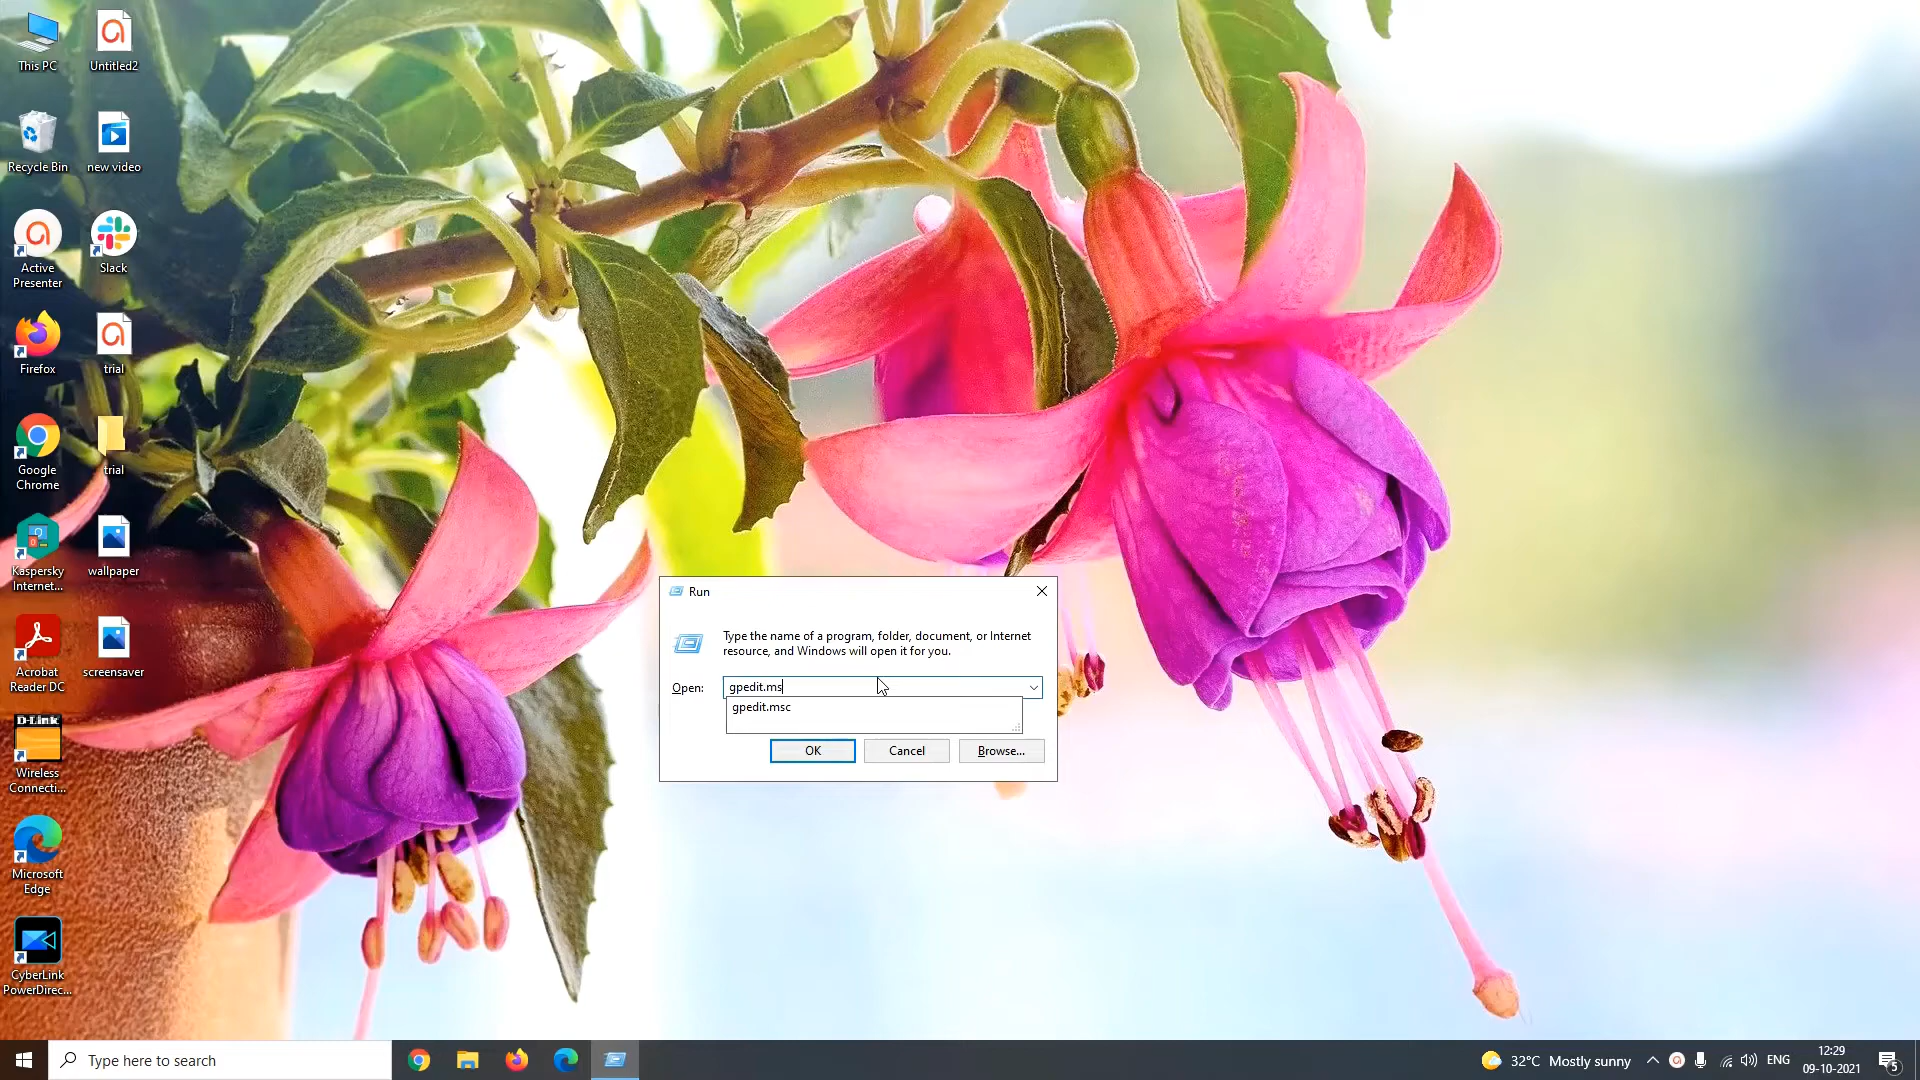 This PC
Untitled2
Recycle Bin
new video
Active
Presenter
Slack
Firefox
trial
Google
Chrome
trial
Kaspersky
Internet...
wallpaper
Acrobat
Reader DC
screensaver
D-Link
Wireless
Connecti...
Microsoft
Edge
CyberLink
PowerDirec...
Run
Type the name of a program, folder, document, or Internet
resource, and Windows will open it for you.
Open:
gpedit.ms
gpedit.msc
OK
Cancel
Browse...
Type here to search
32°C Mostly sunny
ENG
12:29
09-10-2021
5